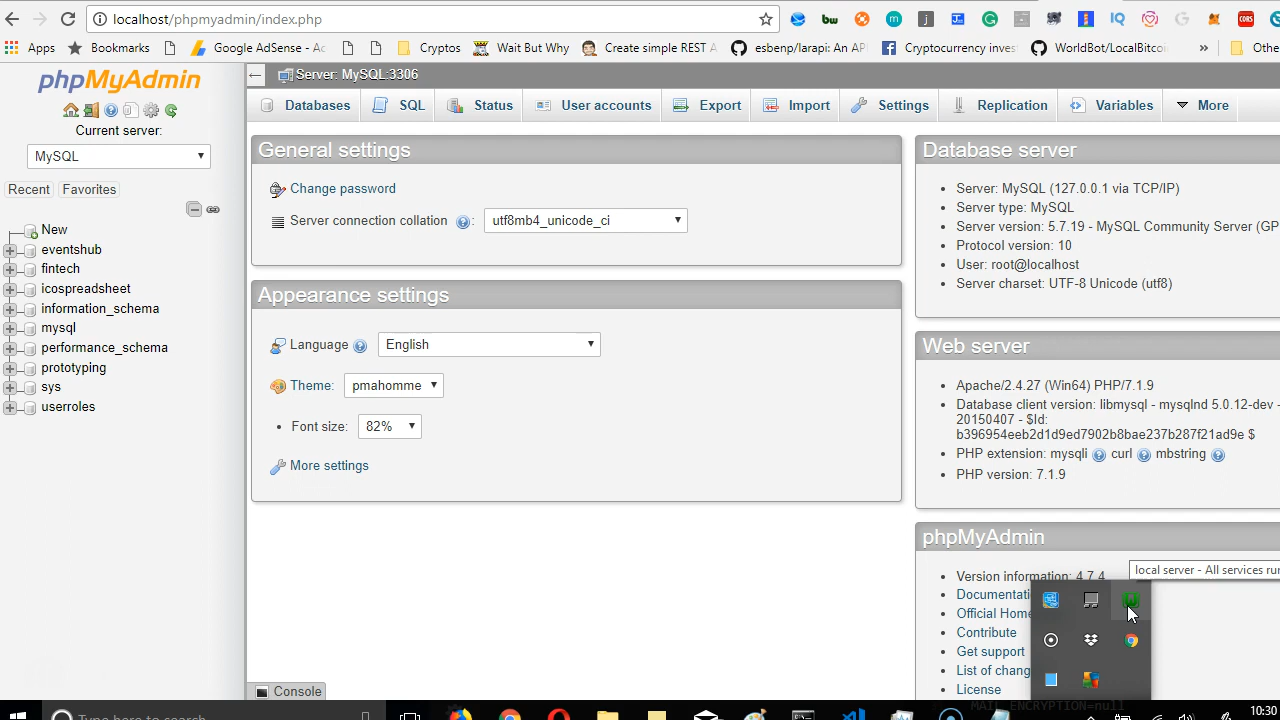 localhost/phpmyadmin/index.php
Apps
Bookmarks
Google AdSense - Ac
Cryptos
Wait But Why
Create simple REST A
esbenp/larapi: An AP
Cryptocurrency inves
WorldBot/LocalBitcoi
»
phpMyAdmin
Current server:
MySQL
Recent
Favorites
New
eventshub
fintech
icospreadsheet
information_schema
mysql
performance_schema
prototyping
sys
userroles
Server: MySQL:3306
Databases
SQL
Status
User accounts
Export
Import
Settings
Replication
Variables
More
General settings
Change password
Server connection collation :
utf8mb4_unicode_ci
Appearance settings
Language
English
Theme:
pmahomme
Font size:
82%
More settings
Console
Database server
Server: MySQL (127.0.0.1 via TCP/IP)
Server type: MySQL
Server version: 5.7.19 - MySQL Community Server (GP
Protocol version: 10
User: root@localhost
Server charset: UTF-8 Unicode (utf8)
Web server
Apache/2.4.27 (Win64) PHP/7.1.9
Database client version: libmysql - mysqlnd 5.0.12-dev -
20150407 - $Id:
b396954eeb2d1d9ed7902b8bae237b287f21ad9e $
PHP extension: mysqli curl mbstring
PHP version: 7.1.9
phpMyAdmin
Version information: 4.7.4
local server - All services run
Documentati
Official Home
Contribute
Get support
List of chang
License
MAIL_ENCRYPTION=null
Type here to search
10:30